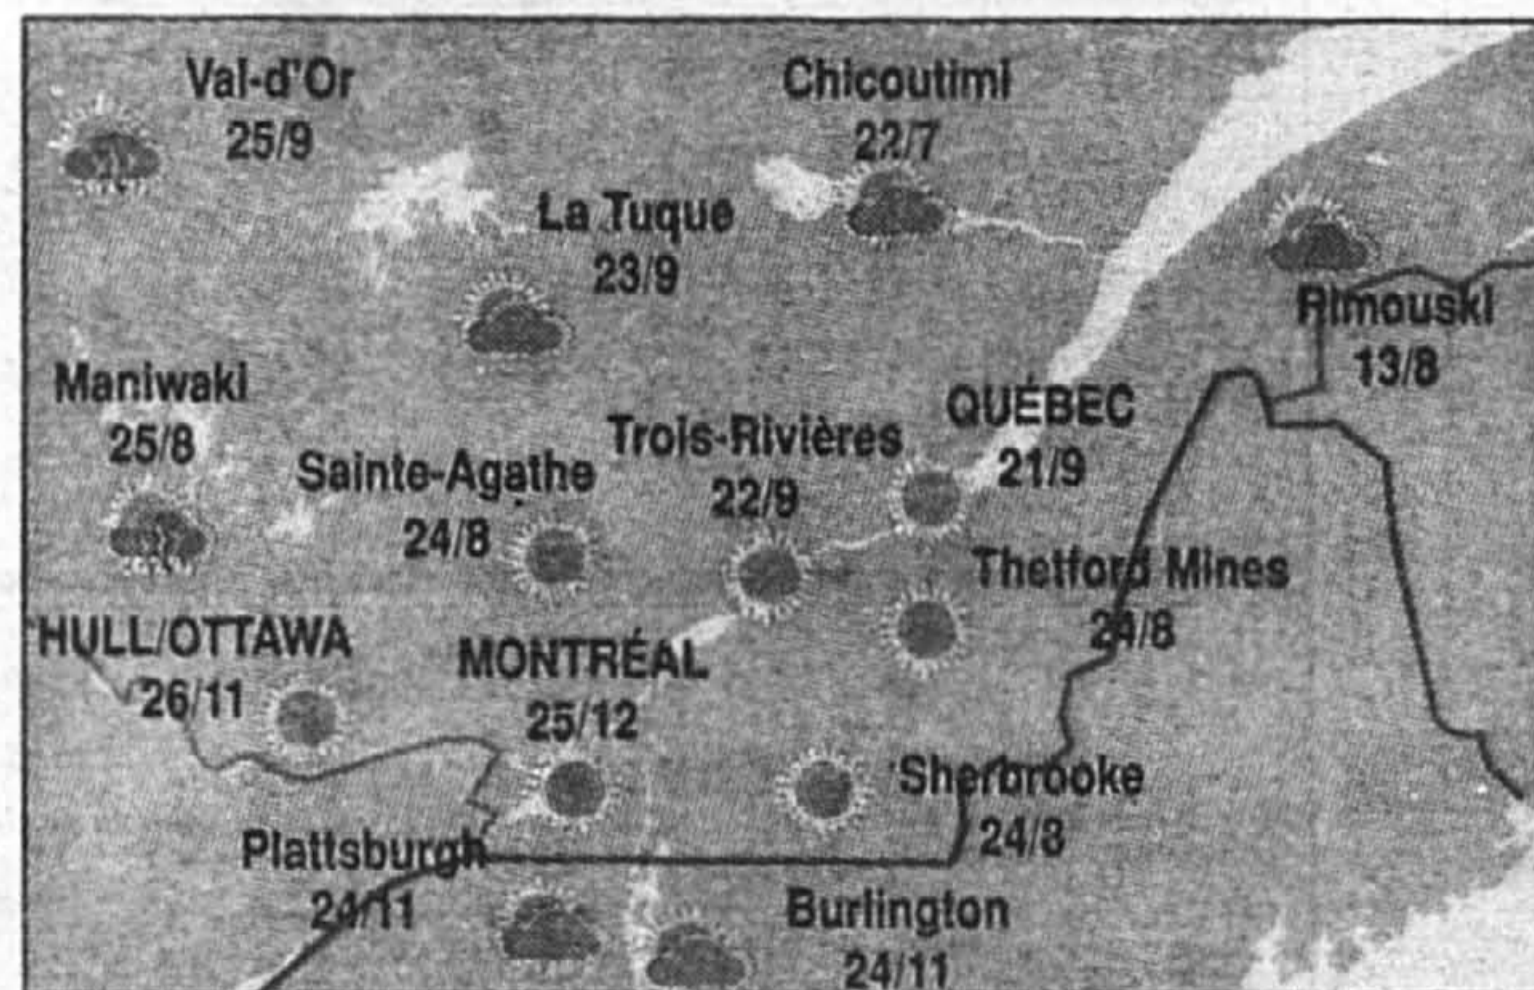 Val-d'Or
25/9
Chicoutimi
22/7
La Tuque
23/9
Rimouski
13/8
Maniwaki
25/8
Sainte-Agathe
24/8
Trois-Rivières
22/9
QUÉBEC
21/9
Thetford Mines
24/8
HULL/OTTAWA
26/11
MONTRÉAL
25/12
Sherbrooke
24/8
Plattsburgh
24/11
Burlington
24/11